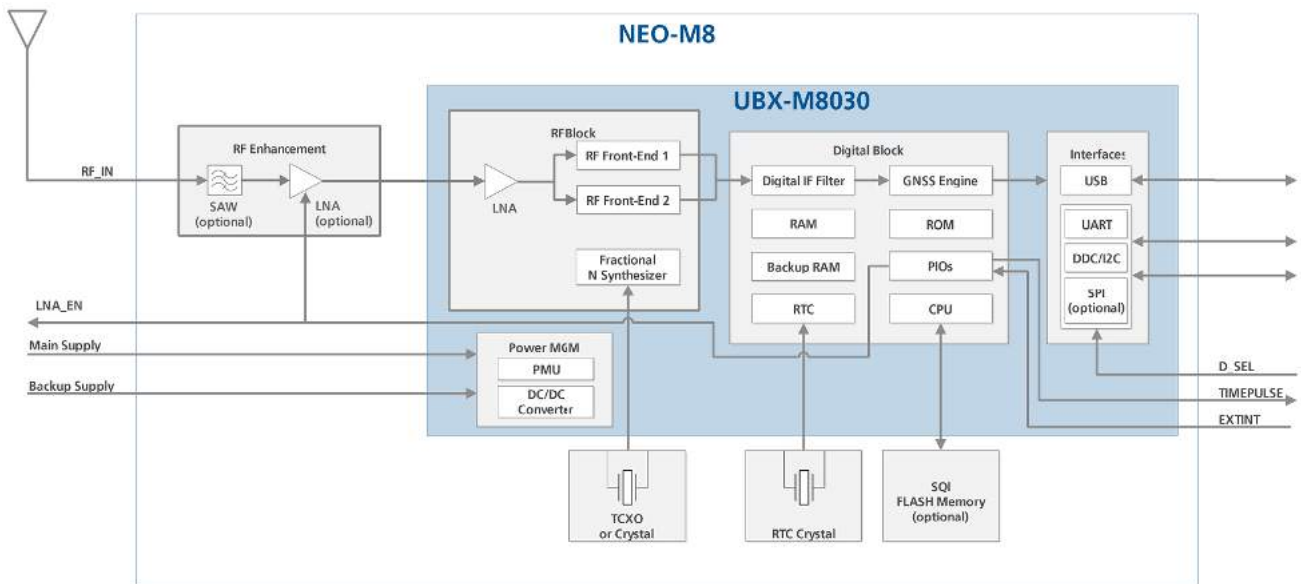 NEO-M8
UBX-M8030
RF Enhancement
RF_IN
SAW
(optional)
LNA
(optional)
RFBlock
LNA
RF Front-End 1
RF Front-End 2
Fractional
N Synthesizer
Digital Block
Digital IF Filter
GNSS Engine
RAM
ROM
Backup RAM
PIOs
RTC
CPU
Interfaces
USB
UART
DDC/I2C
SPI
(optional)
LNA_EN
Main Supply
Backup Supply
Power MGM
PMU
DC/DC
Converter
D_SEL
TIMEPULSE
EXTINT
TCXO
or Crystal
RTC Crystal
SQI
FLASH Memory
(optional)